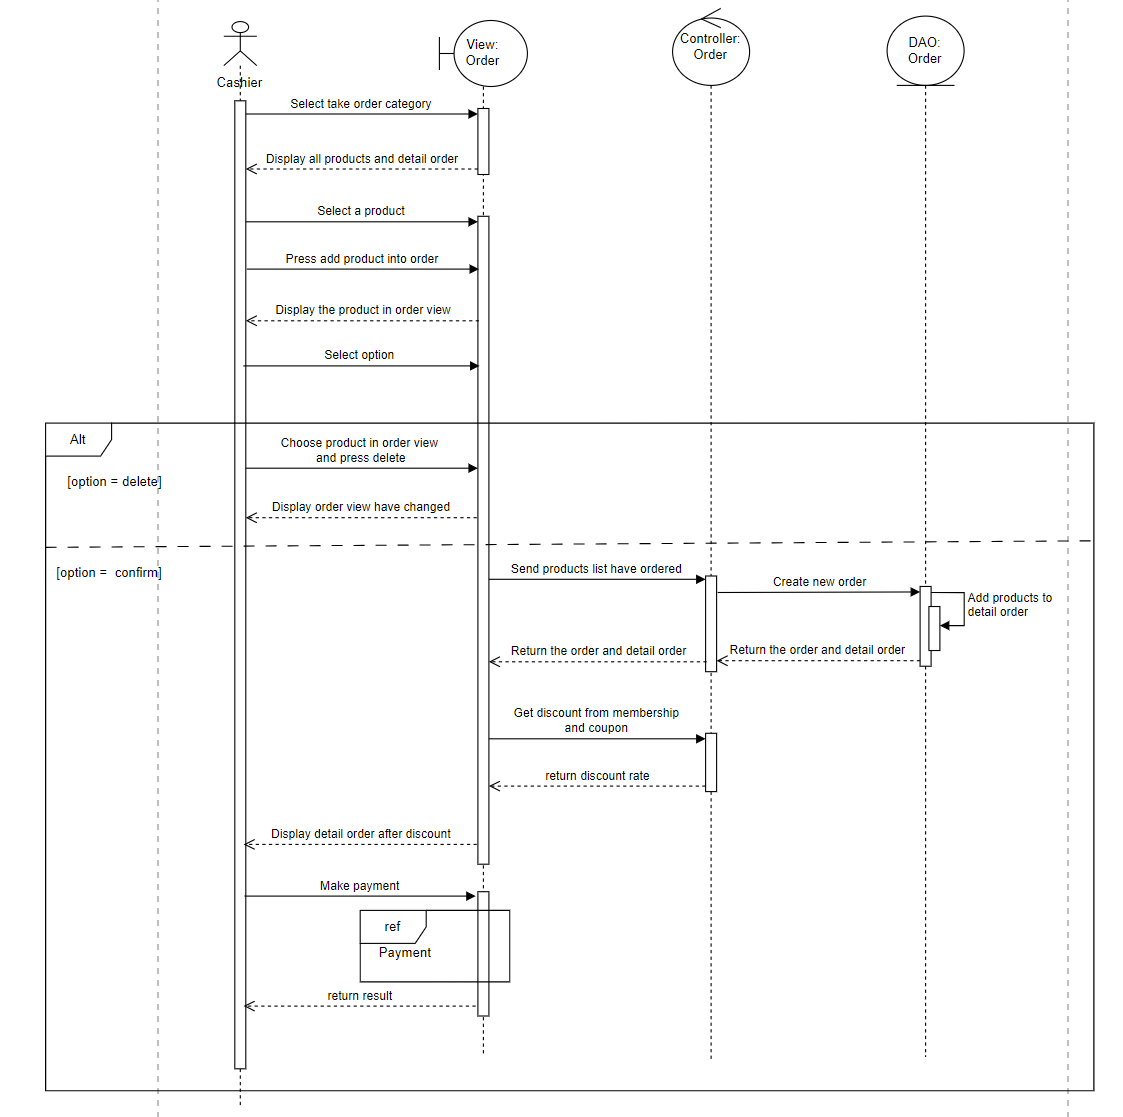 View:
Order
Controller:
Order
DAO:
Order
Cashier
Select take order category
Display all products and detail order
Select a product
Press add product into order
Display the product in order view
Select option
Alt
Choose product in order view
and press delete
[option = delete]
Display order view have changed
[option =  confirm]
Send products list have ordered
Create new order
Add products to
detail order
Return the order and detail order
Return the order and detail order
Get discount from membership
and coupon
return discount rate
Display detail order after discount
Make payment
ref
Payment
return result